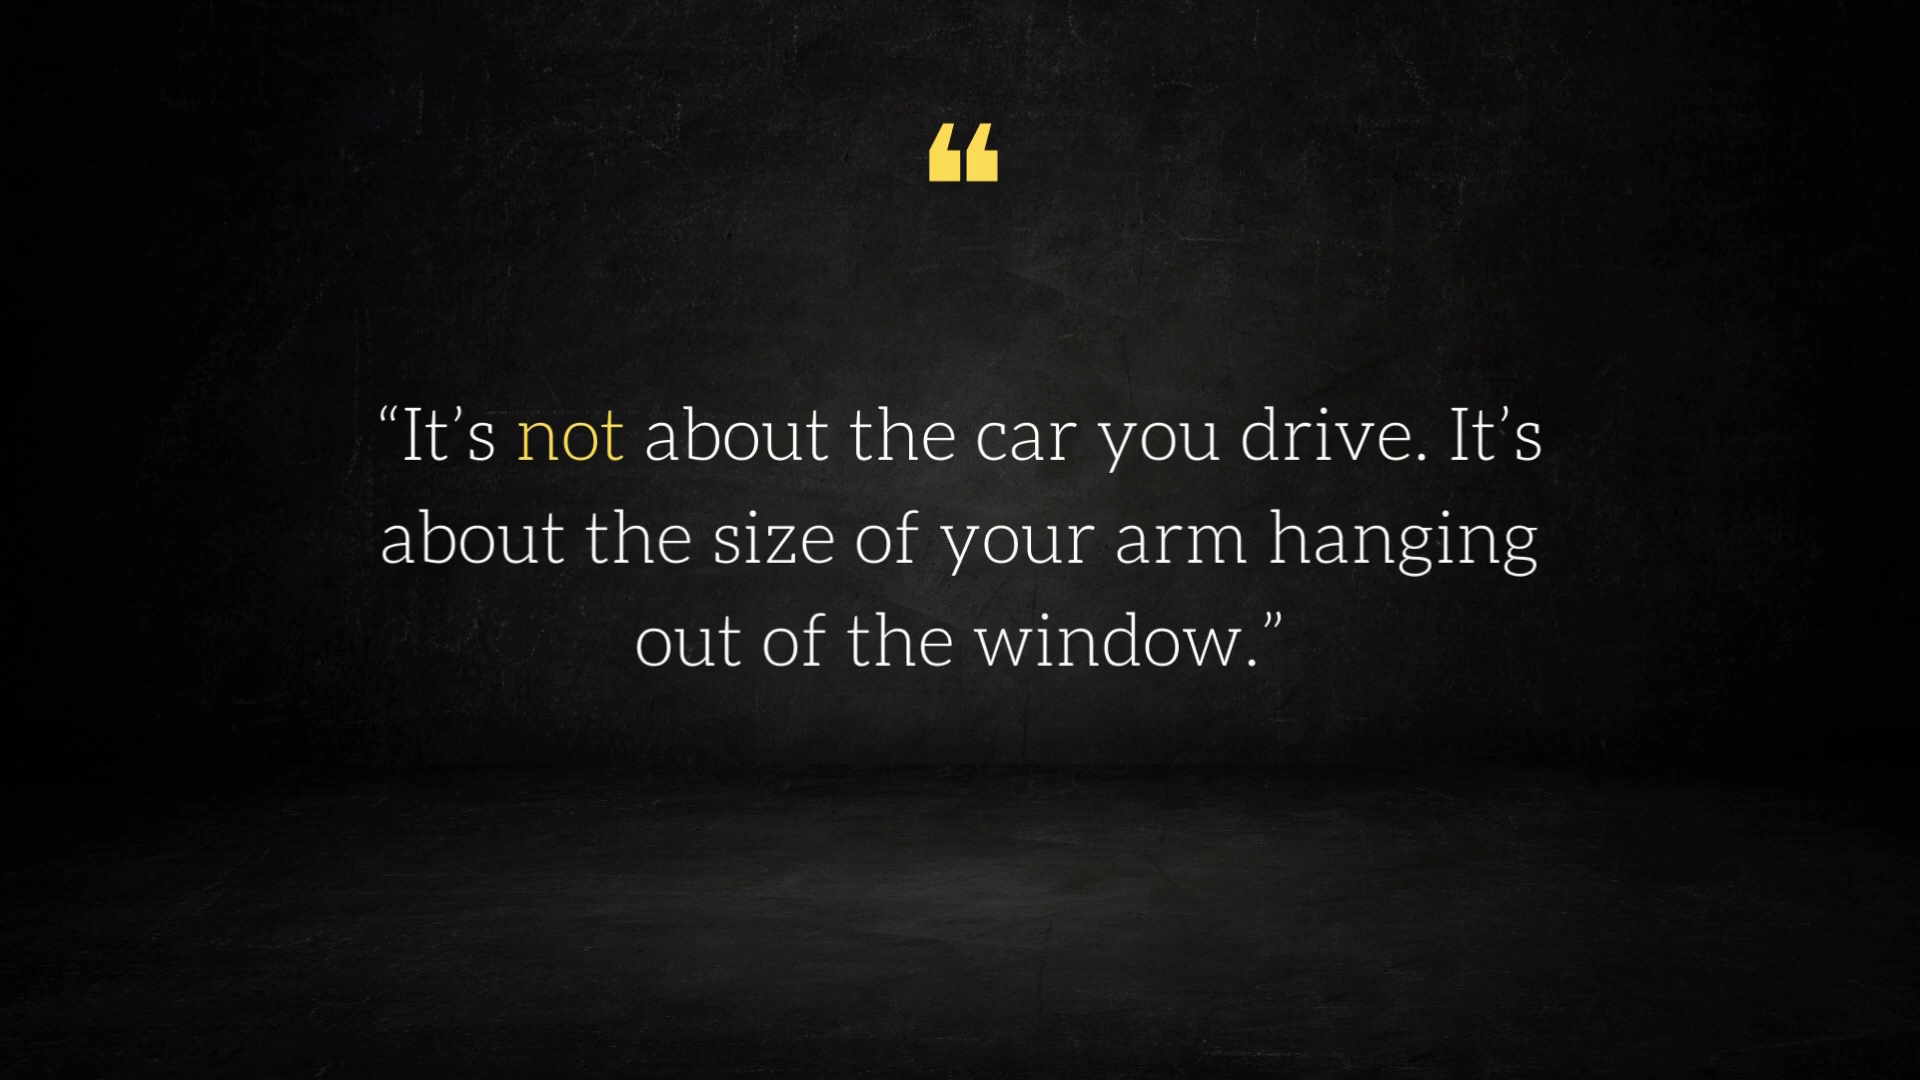 ❝
“It’s not about the car you drive. It’s
about the size of your arm hanging
out of the window.”